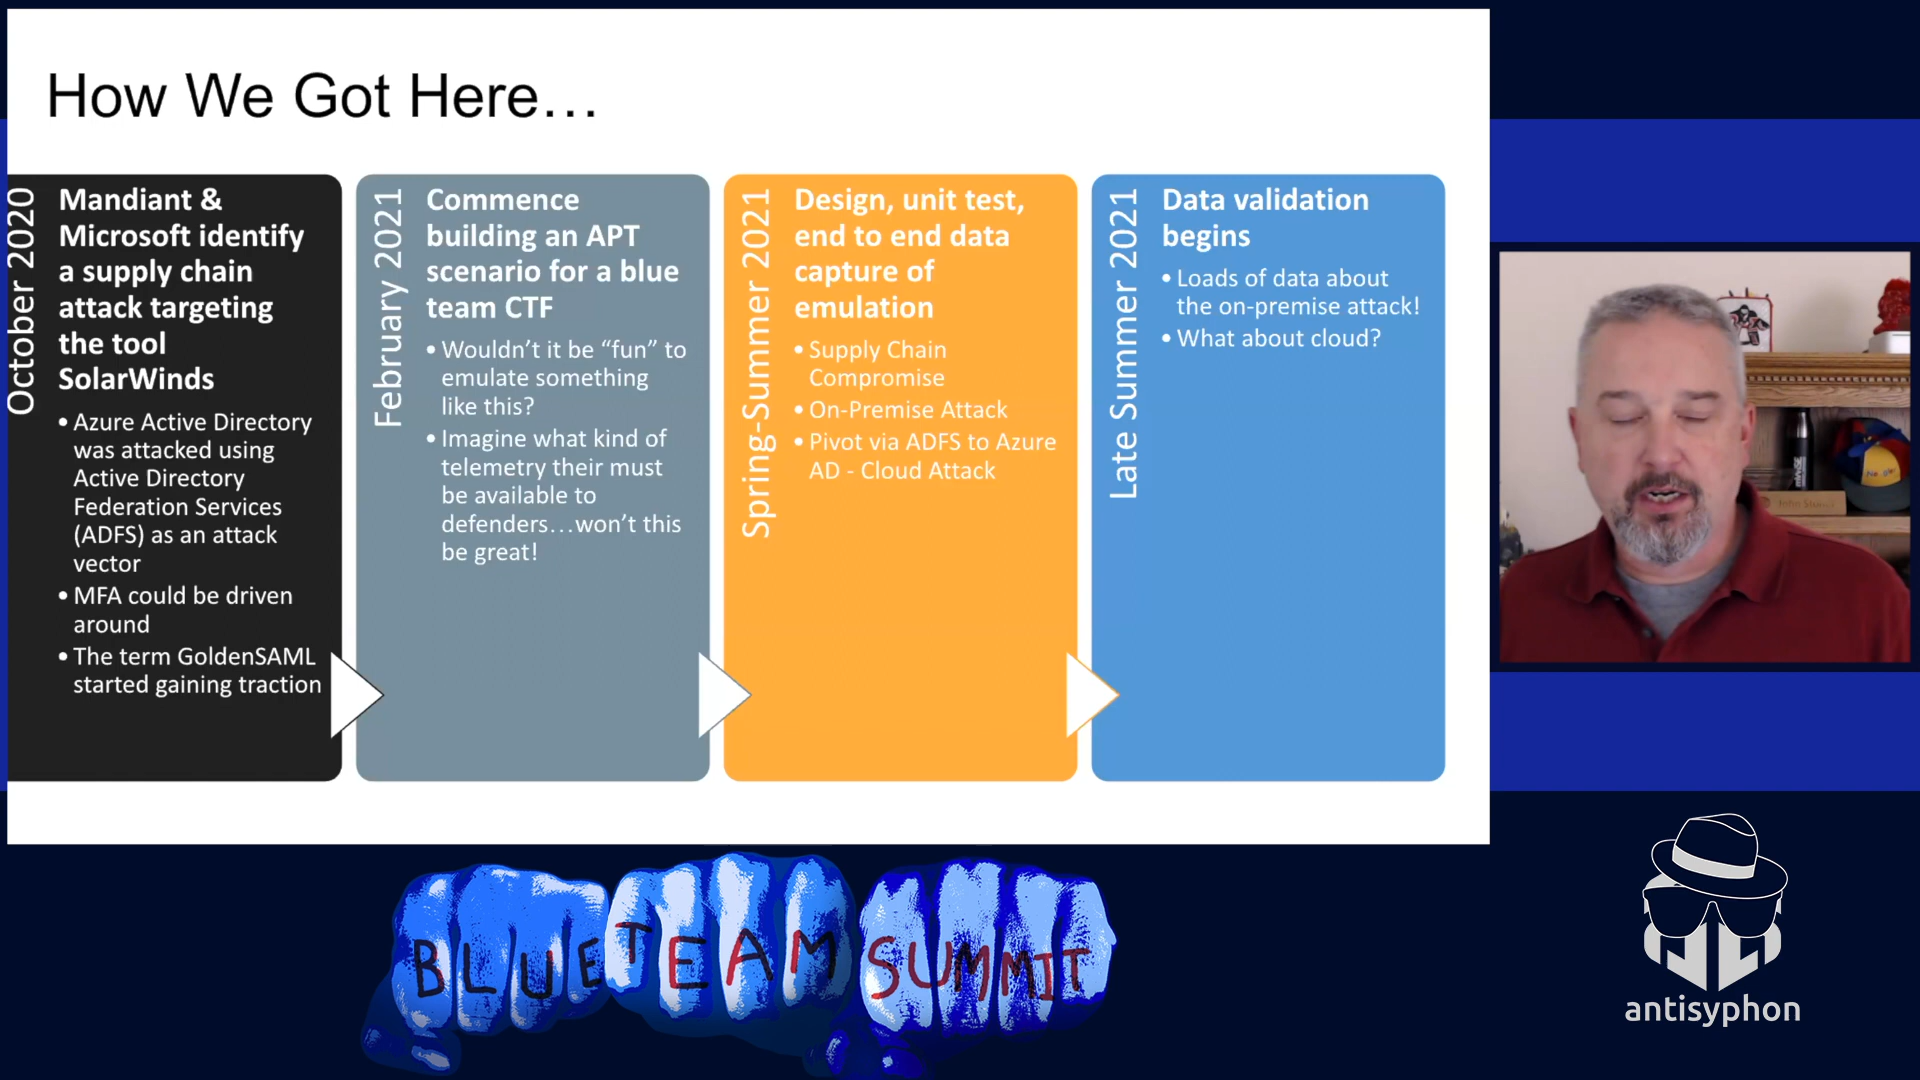 How We Got Here…
October 2020
Mandiant &
Microsoft identify
a supply chain
attack targeting
the tool
SolarWinds
• Azure Active Directory
was attacked using
Active Directory
Federation Services
(ADFS) as an attack
vector
• MFA could be driven
around
• The term GoldenSAML
started gaining traction
February 2021
Commence
building an APT
scenario for a blue
team CTF
• Wouldn’t it be “fun” to
emulate something
like this?
• Imagine what kind of
telemetry their must
be available to
defenders…won’t this
be great!
Spring-Summer 2021
Design, unit test,
end to end data
capture of
emulation
• Supply Chain
Compromise
• On-Premise Attack
• Pivot via ADFS to Azure
AD - Cloud Attack
Late Summer 2021
Data validation
begins
• Loads of data about
the on-premise attack!
• What about cloud?
BLUE TEAM SUMMIT
antisyphon